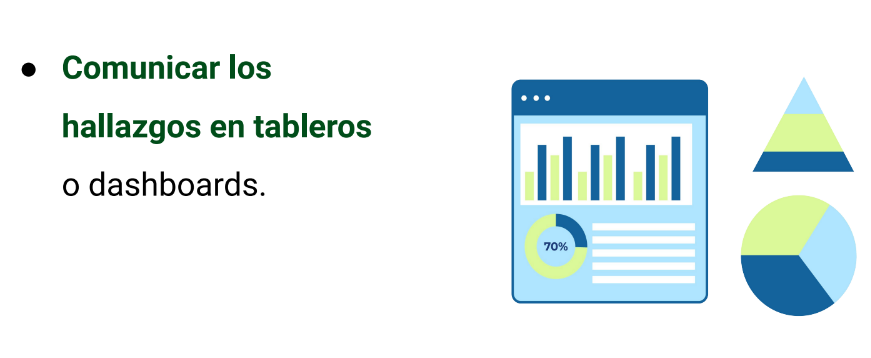 ● Comunicar los
hallazgos en tableros
o dashboards.
70%